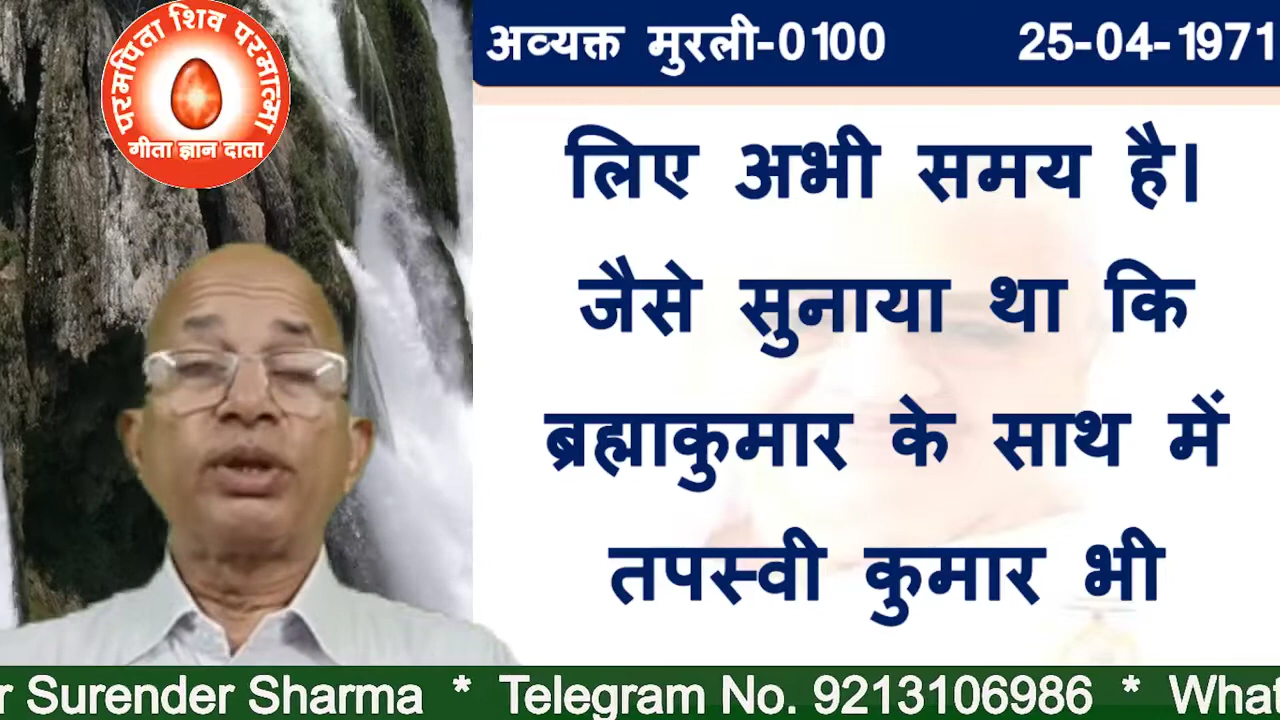 परमपिता शिव परमात्मा
गीता ज्ञान दाता
अव्यक्त मुरली-0100 25-04-1971
लिए अभी समय है।
जैसे सुनाया था कि
ब्रह्माकुमार के साथ में
तपस्वी कुमार भी
r Surender Sharma * Telegram No. 9213106986 * What